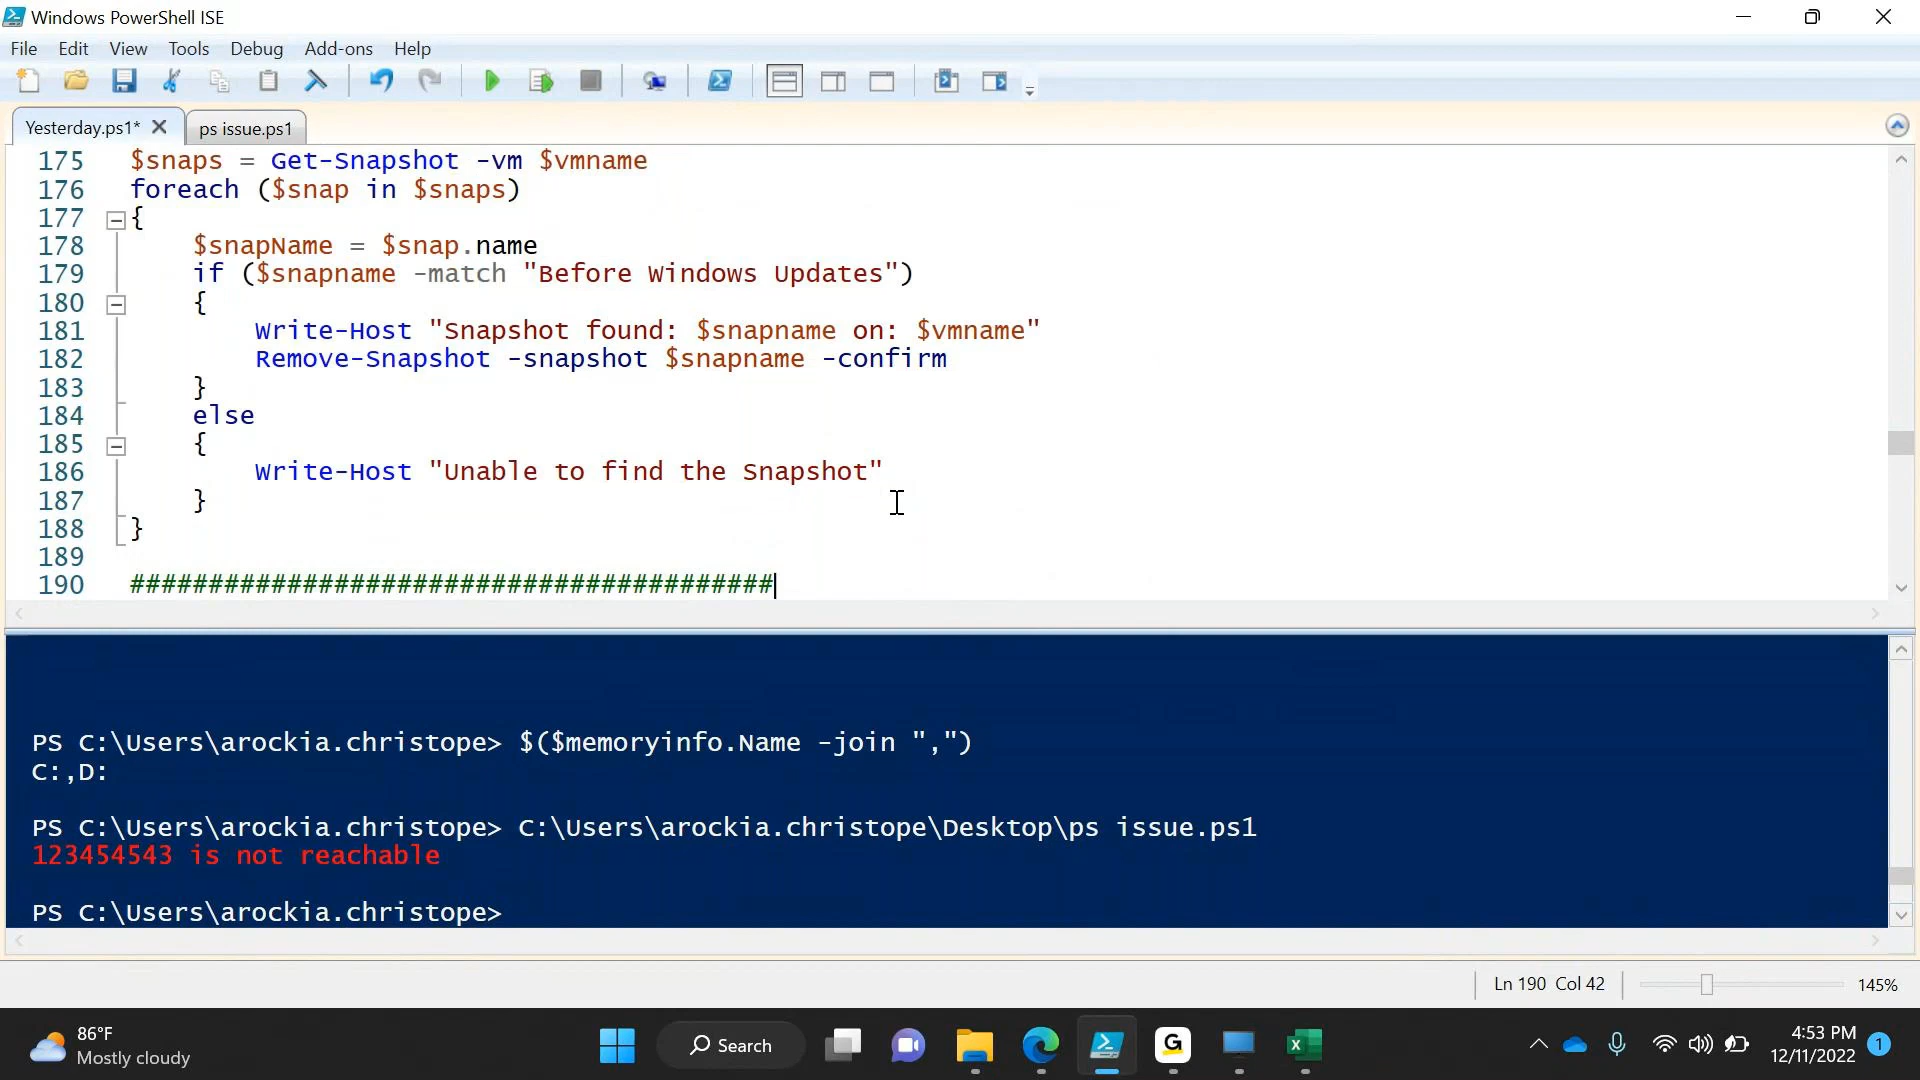 Windows PowerShell ISE
File Edit View Tools Debug Add-ons Help
Yesterday.ps1* ps issue.ps1
175 $snaps = Get-Snapshot -vm $vmname
176 foreach ($snap in $snaps)
177 {
178 $snapName = $snap.name
179 if ($snapname -match "Before Windows Updates")
180 {
181 Write-Host "Snapshot found: $snapname on: $vmname"
182 Remove-Snapshot -snapshot $snapname -confirm
183 }
184 else
185 {
186 Write-Host "Unable to find the Snapshot"
187 }
188 }
189
190 #########################################
PS C:\Users\arockia.christope> $($memoryinfo.Name -join ",")
C:,D:
PS C:\Users\arockia.christope> C:\Users\arockia.christope\Desktop\ps issue.ps1
123454543 is not reachable
PS C:\Users\arockia.christope>
Ln 190 Col 42 145%
86°F
Mostly cloudy
Search
4:53 PM
12/11/2022
1